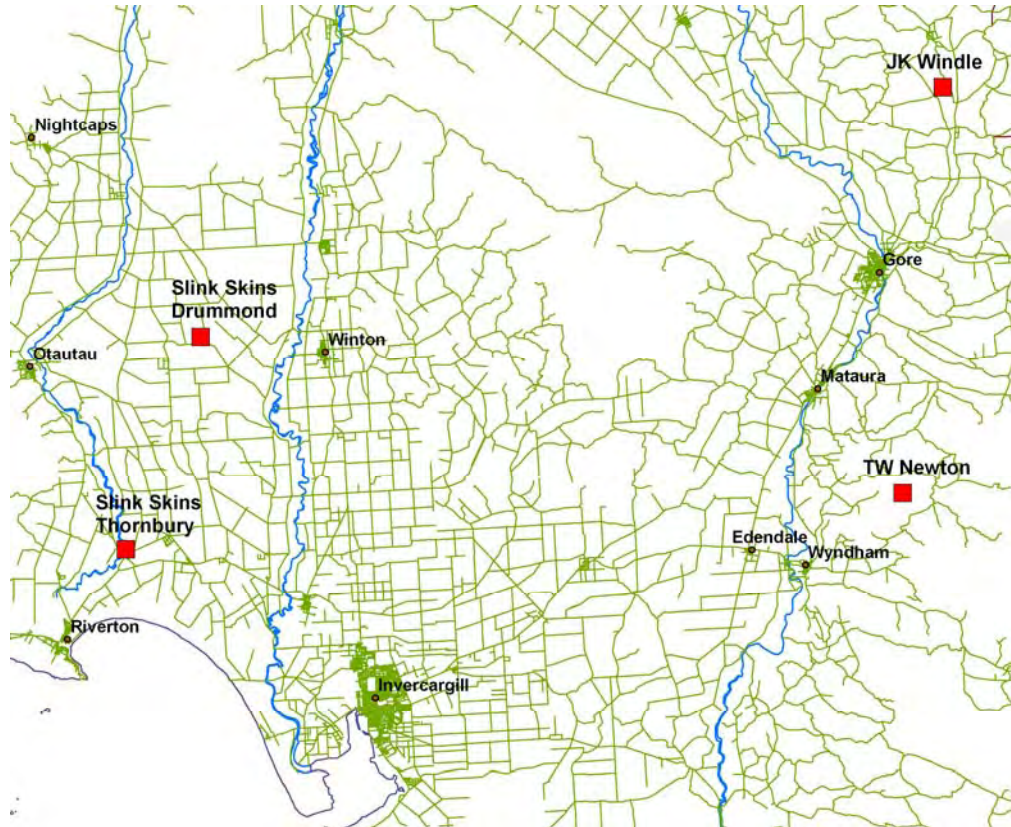 JK Windle
Nightcaps
Gore
Slink Skins
Drummond
Winton
Otautau
Mataura
TW Newton
Slink Skins
Thornbury
Edendale
Wyndham
Riverton
Invercargill